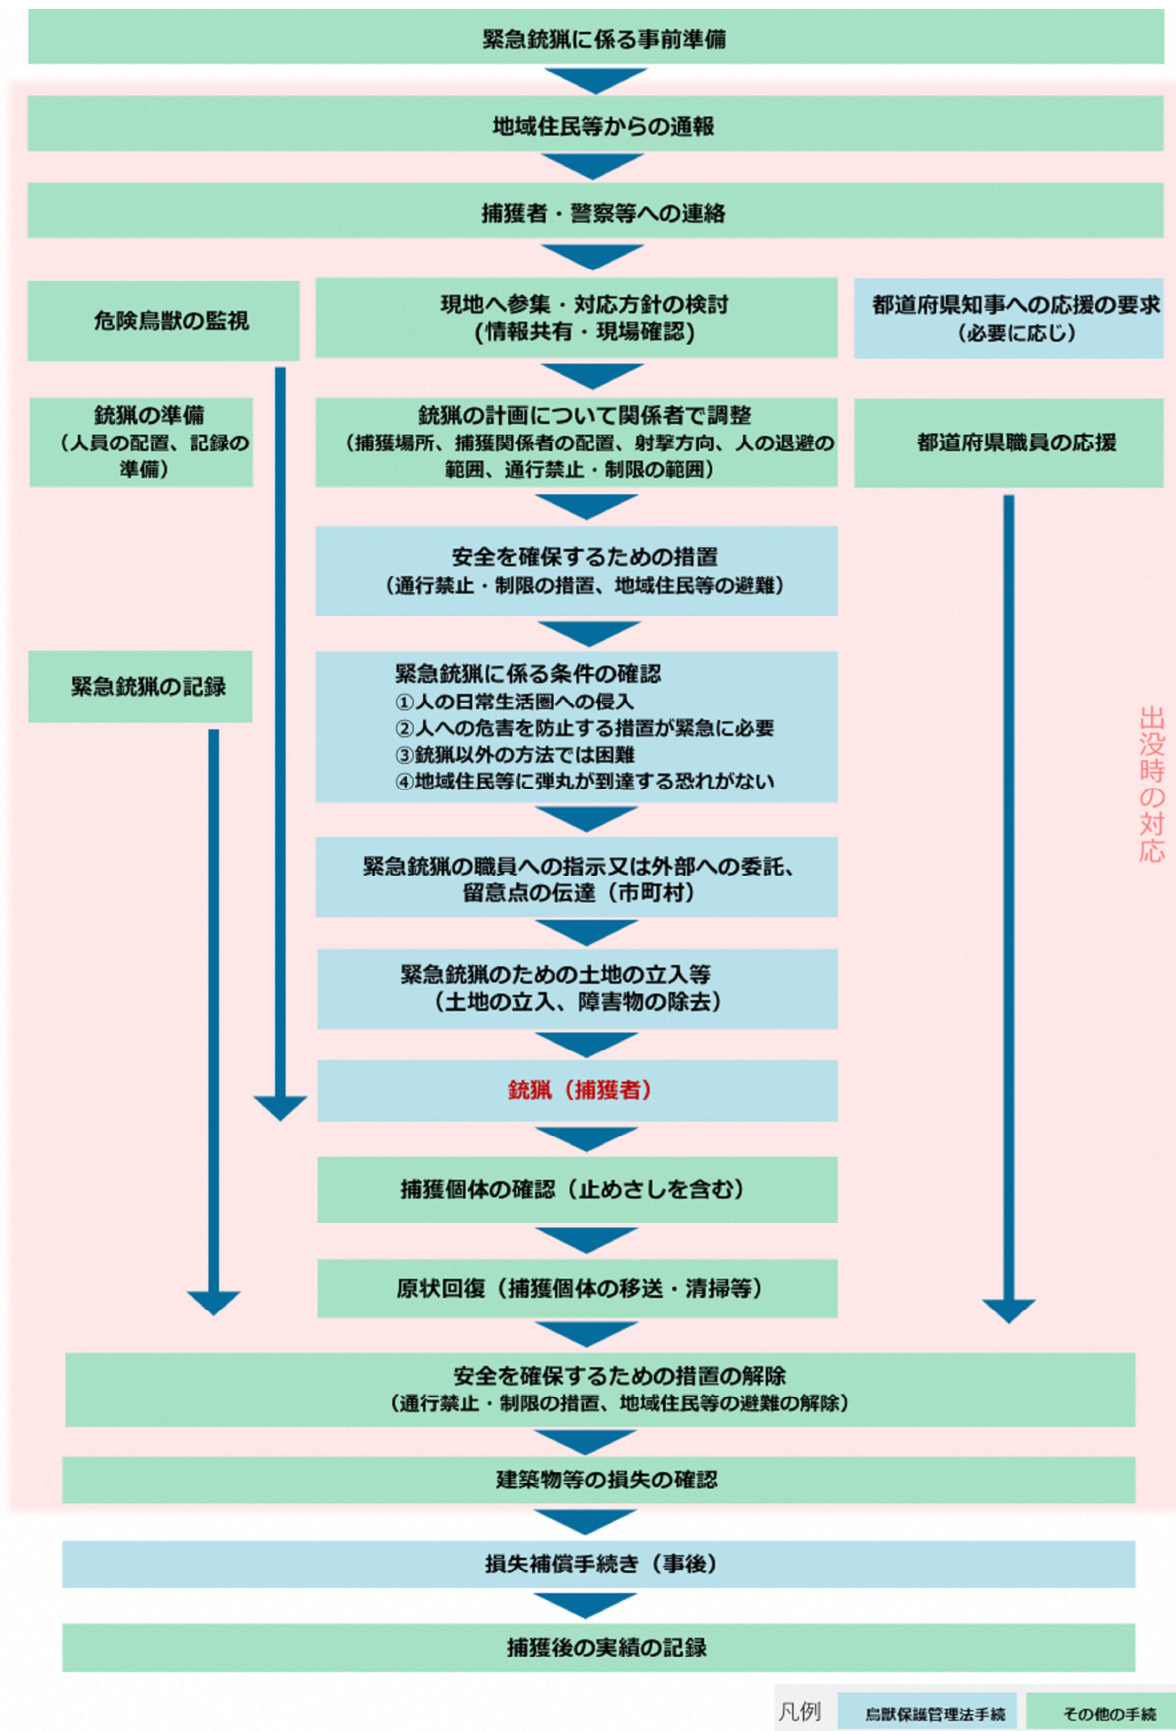 緊急銃猟に係る事前準備
地域住民等からの通報
捕獲者・警察等への連絡
危険鳥獣の監視
現地へ参集・対応方針の検討
(情報共有・現場確認)
都道府県知事への応援の要求
（必要に応じ）
銃猟の準備
（人員の配置、記録の
準備）
銃猟の計画について関係者で調整
（捕獲場所、捕獲関係者の配置、射撃方向、人の退避の
範囲、通行禁止・制限の範囲）
都道府県職員の応援
安全を確保するための措置
（通行禁止・制限の措置、地域住民等の避難）
緊急銃猟の記録
緊急銃猟に係る条件の確認
①人の日常生活圏への侵入
②人への危害を防止する措置が緊急に必要
③銃猟以外の方法では困難
④地域住民等に弾丸が到達する恐れがない
出没時の対応
緊急銃猟の職員への指示又は外部への委託、
留意点の伝達（市町村）
緊急銃猟のための土地の立入等
（土地の立入、障害物の除去）
銃猟（捕獲者）
捕獲個体の確認（止めさしを含む）
原状回復（捕獲個体の移送・清掃等）
安全を確保するための措置の解除
（通行禁止・制限の措置、地域住民等の避難の解除）
建築物等の損失の確認
損失補償手続き（事後）
捕獲後の実績の記録
凡例
鳥獣保護管理法手続
その他の手続